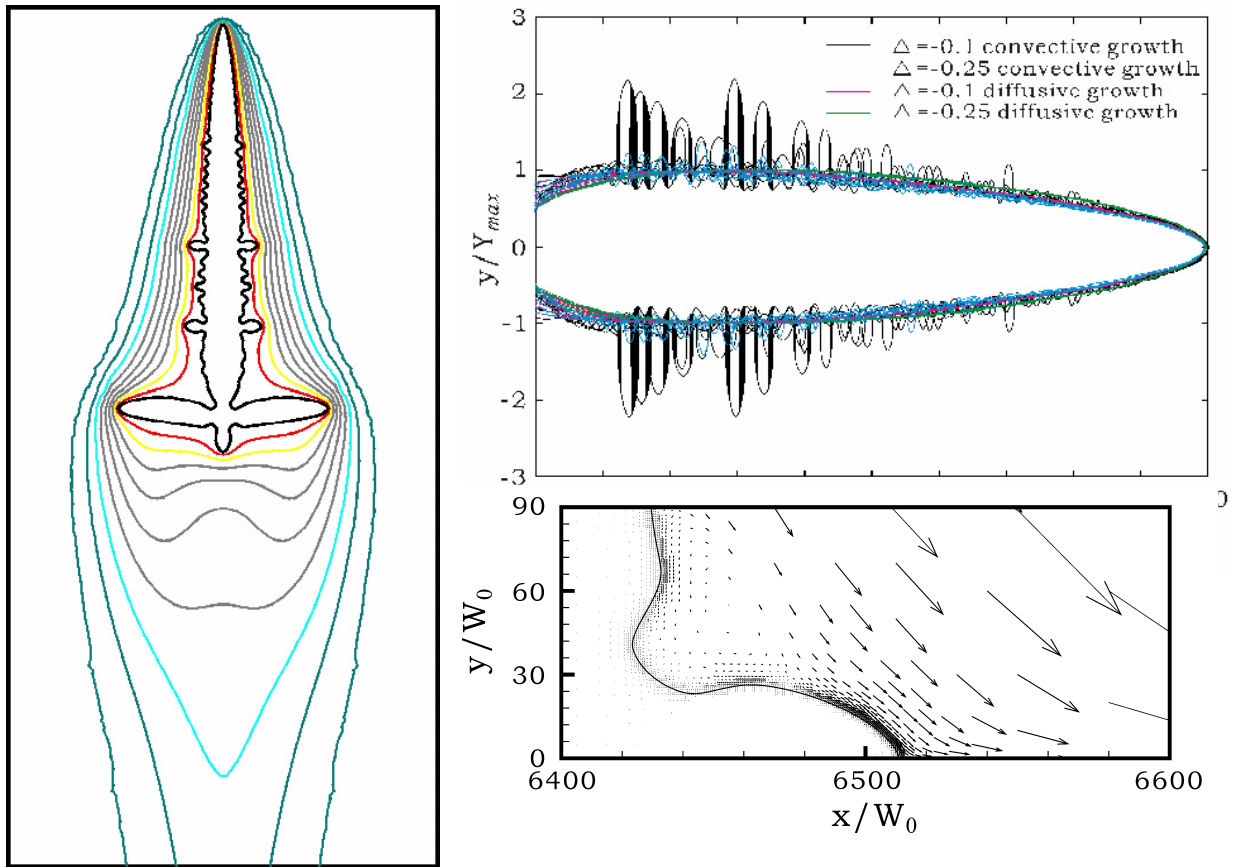 3
2
1
0
-1
-2
-3
y/Y_max
△ =-0.1 convective growth
△ =-0.25 convective growth
△ =-0.1 diffusive growth
△ =-0.25 diffusive growth
0
90
60
30
0
y/W₀
6400
6500
6600
x/W₀